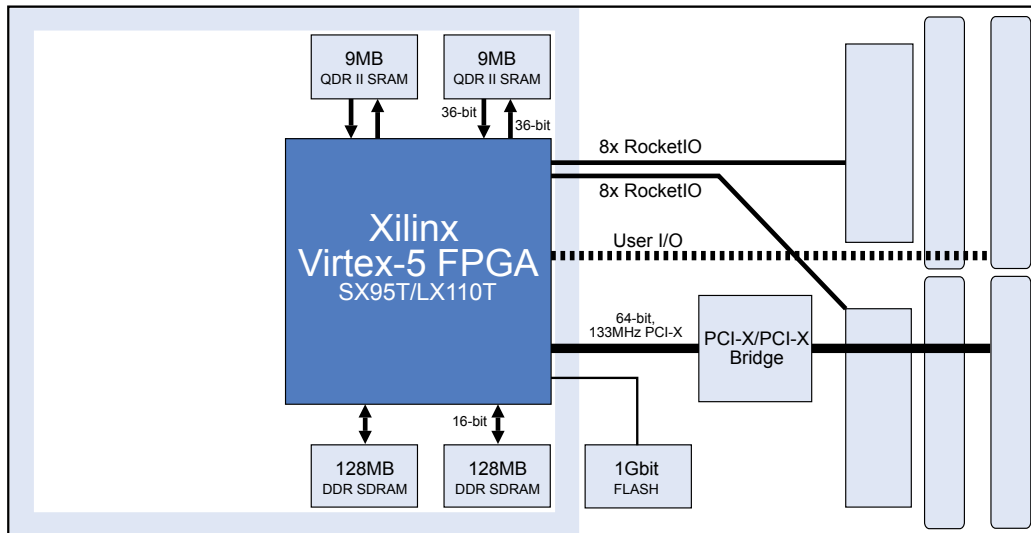 9MB
QDR II SRAM
9MB
QDR II SRAM
36-bit
36-bit
8x RocketIO
8x RocketIO
Xilinx
Virtex-5 FPGA
SX95T/LX110T
User I/O
64-bit,
133MHz PCI-X
PCI-X/PCI-X
Bridge
16-bit
128MB
DDR SDRAM
128MB
DDR SDRAM
1Gbit
FLASH